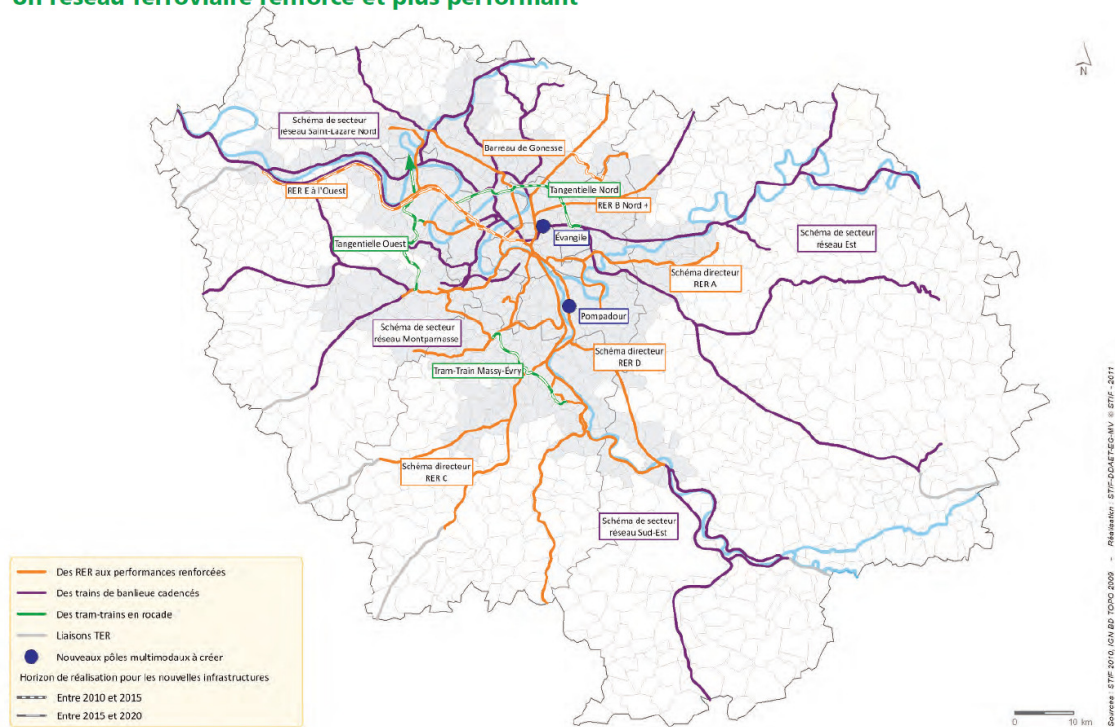 Un réseau ferroviaire renforcé et plus performant
N
Schéma de secteur
réseau Saint-Lazare Nord
Barreau de Gonesse
RER E à l'Ouest
Tangentielle Nord
RER B Nord +
Tangentielle Ouest
Évangile
Schéma de secteur
réseau Est
Schéma directeur
RER A
Pompadour
Schéma de secteur
réseau Montparnasse
Schéma directeur
RER D
Tram-Train Massy-Évry
Schéma directeur
RER C
Schéma de secteur
réseau Sud-Est
Des RER aux performances renforcées
Des trains de banlieue cadencés
Des tram-trains en rocade
Liaisons TER
Nouveaux pôles multimodaux à créer
Horizon de réalisation pour les nouvelles infrastructures
Entre 2010 et 2015
Entre 2015 et 2020
0 10 km
Sources : STIF 2010, IGN BD TOPO 2009 - Réalisation : STIF-DDAET-EG-MV © STIF - 2011